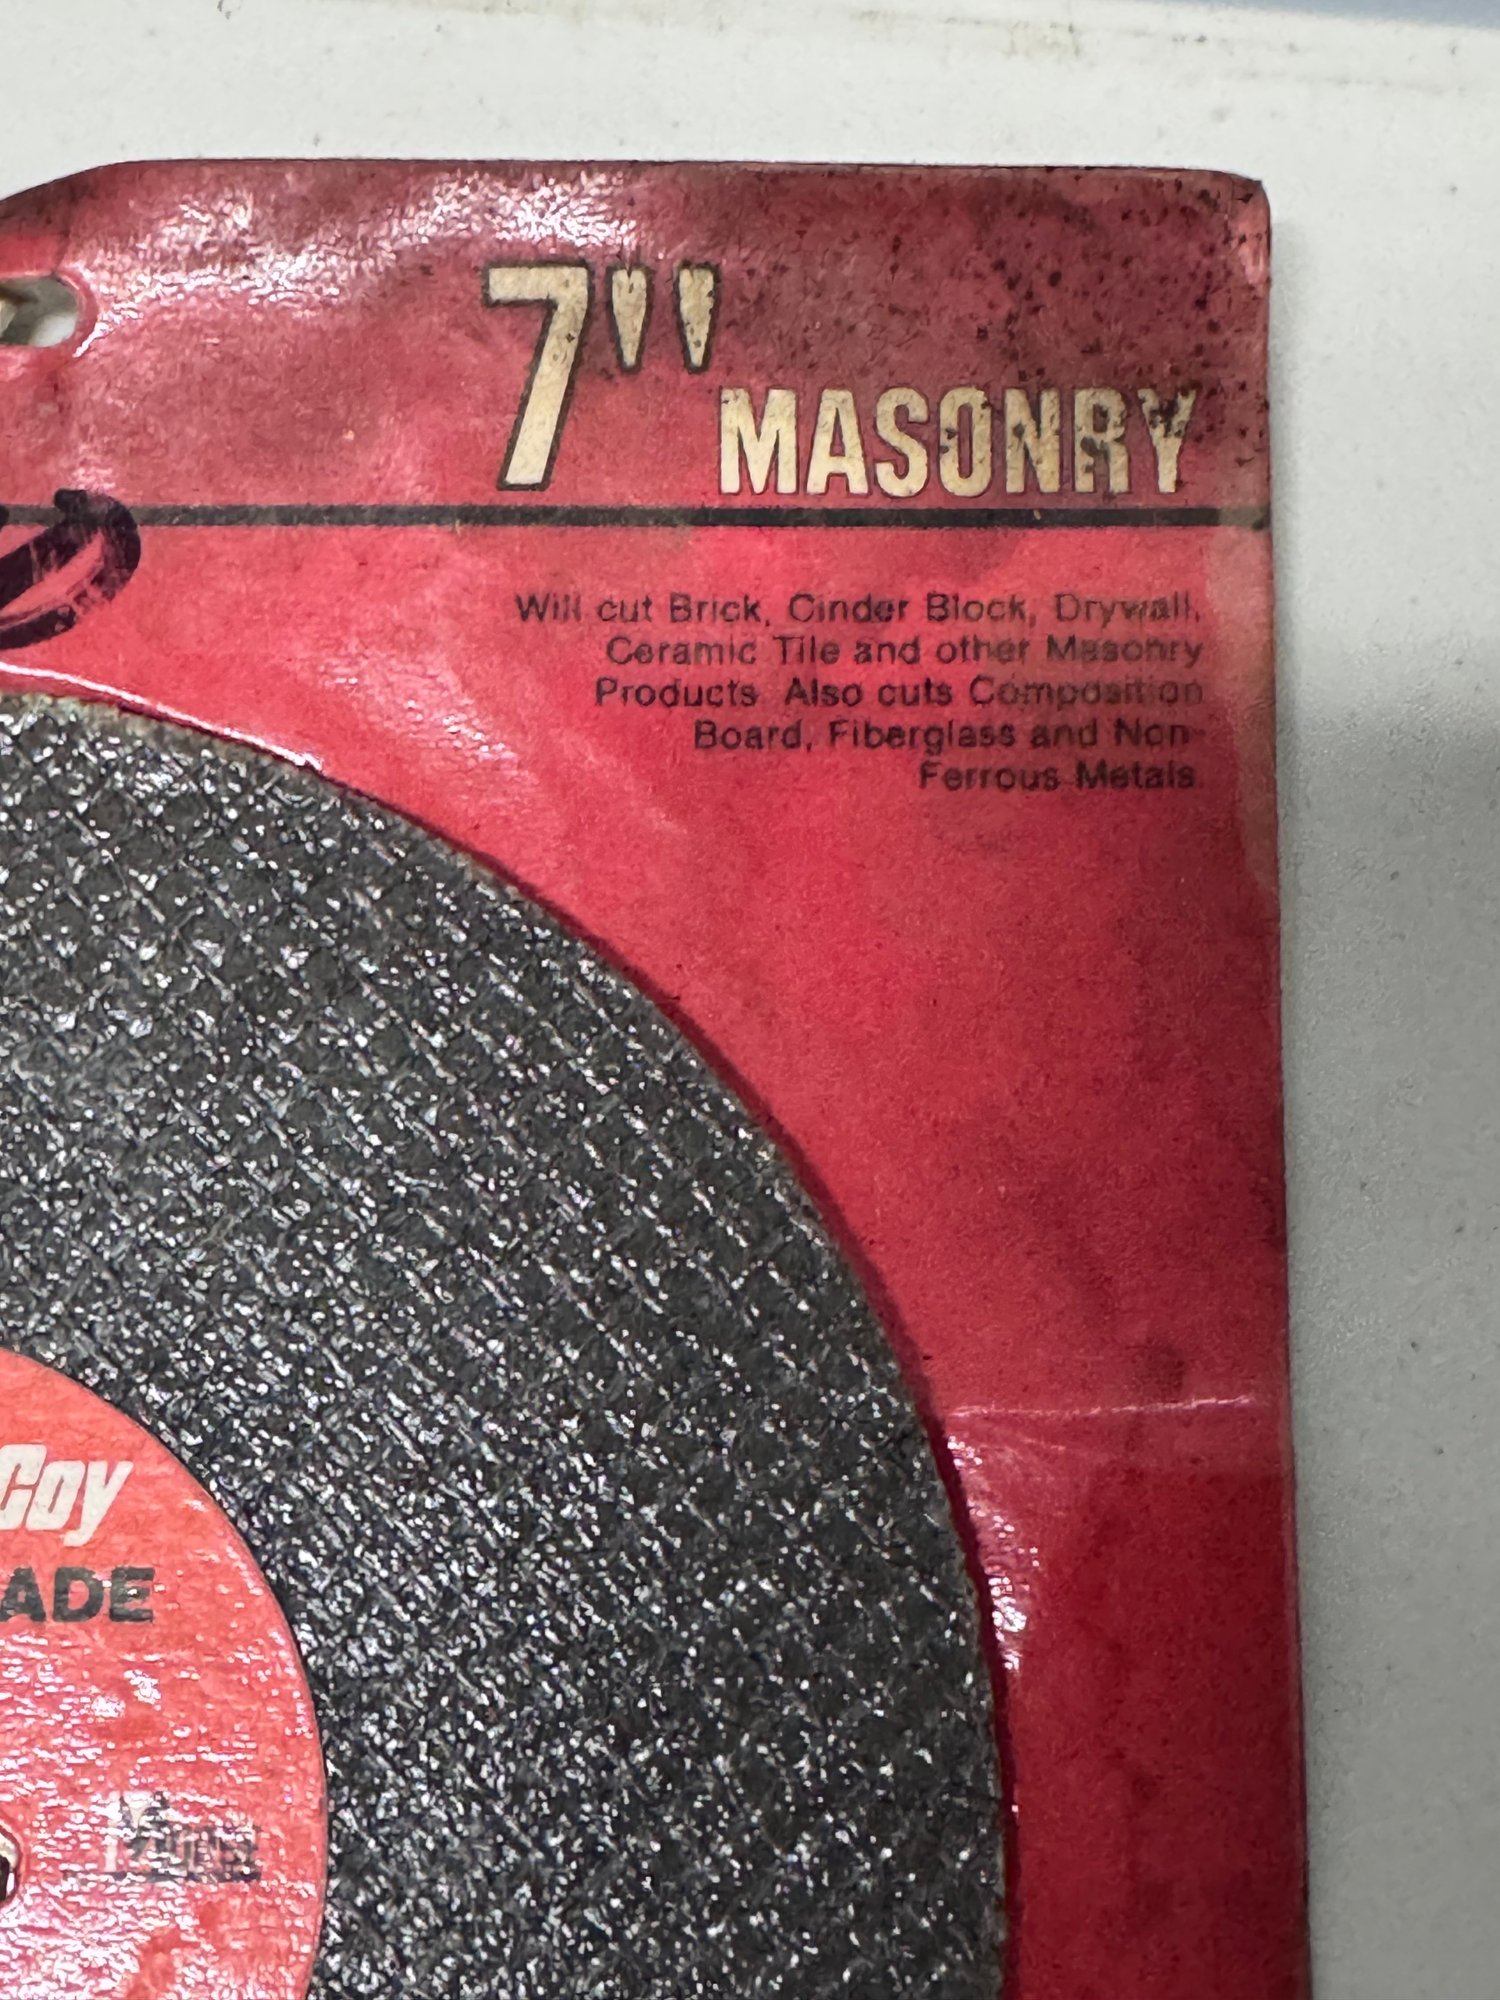 7" MASONRY
Will cut Brick, Cinder Block, Drywall,
Ceramic Tile and other Masonry
Products Also cuts Composition
Board, Fiberglass and Non-
Ferrous Metals
Coy
ADE